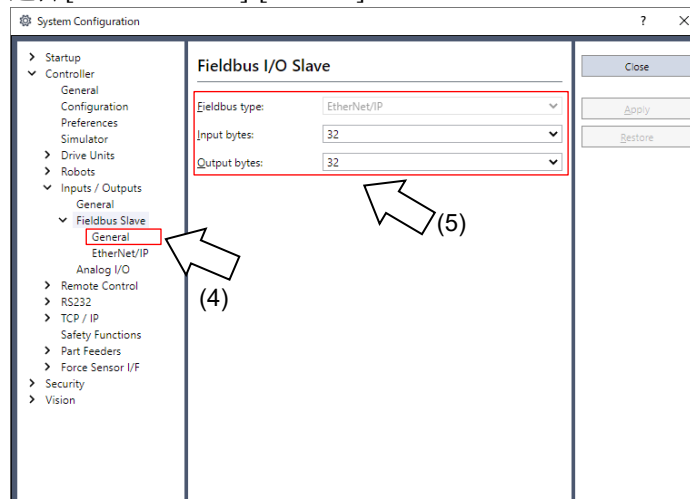 System Configuration
?
Startup
Controller
General
Configuration
Preferences
Simulator
Drive Units
Robots
Inputs / Outputs
General
Fieldbus Slave
General
EtherNet/IP
Analog I/O
Remote Control
RS232
TCP / IP
Safety Functions
Part Feeders
Force Sensor I/F
Security
Vision
Fieldbus I/O Slave
Fieldbus type: EtherNet/IP
Input bytes: 32
Output bytes: 32
(5)
(4)
Close
Apply
Restore